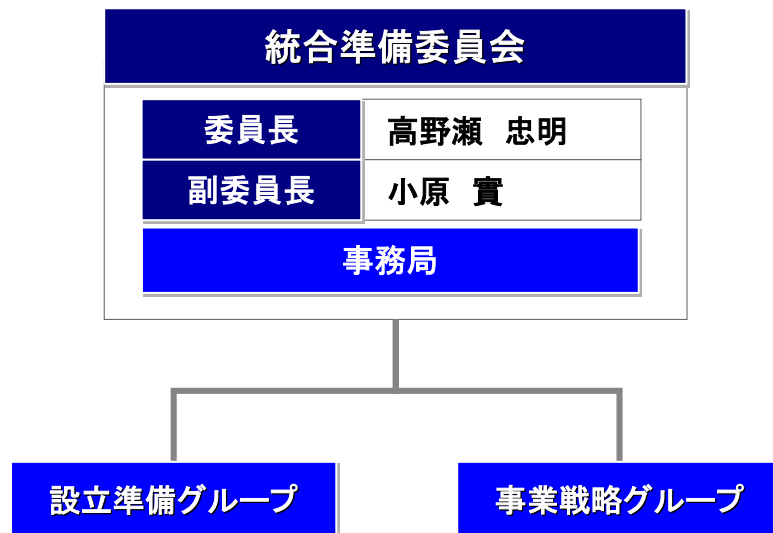 統合準備委員会
委員長 高野瀬 忠明
副委員長 小原 實
事務局
設立準備グループ 事業戦略グループ